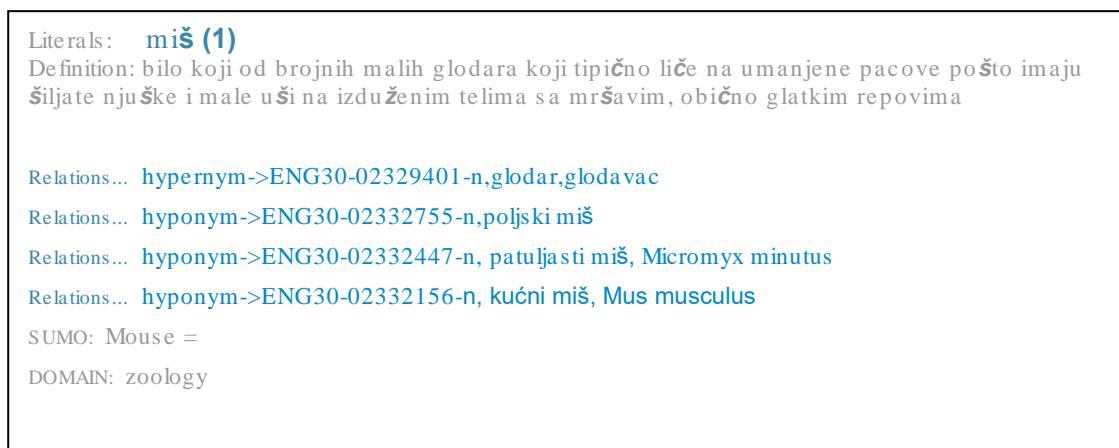 Literals: miš (1)
Definition: bilo koji od brojnih malih glodara koji tipično liče na umanjene pacove pošto imaju
šiljate njuške i male uši na izduženim telima sa mršavim, obično glatkim repovima
Relations... hypernym->ENG30-02329401-n,glodar,glodavac
Relations... hyponym->ENG30-02332755-n,poljski miš
Relations... hyponym->ENG30-02332447-n, patuljasti miš, Micromyx minutus
Relations... hyponym->ENG30-02332156-n, kućni miš, Mus musculus
SUMO: Mouse =
DOMAIN: zoology